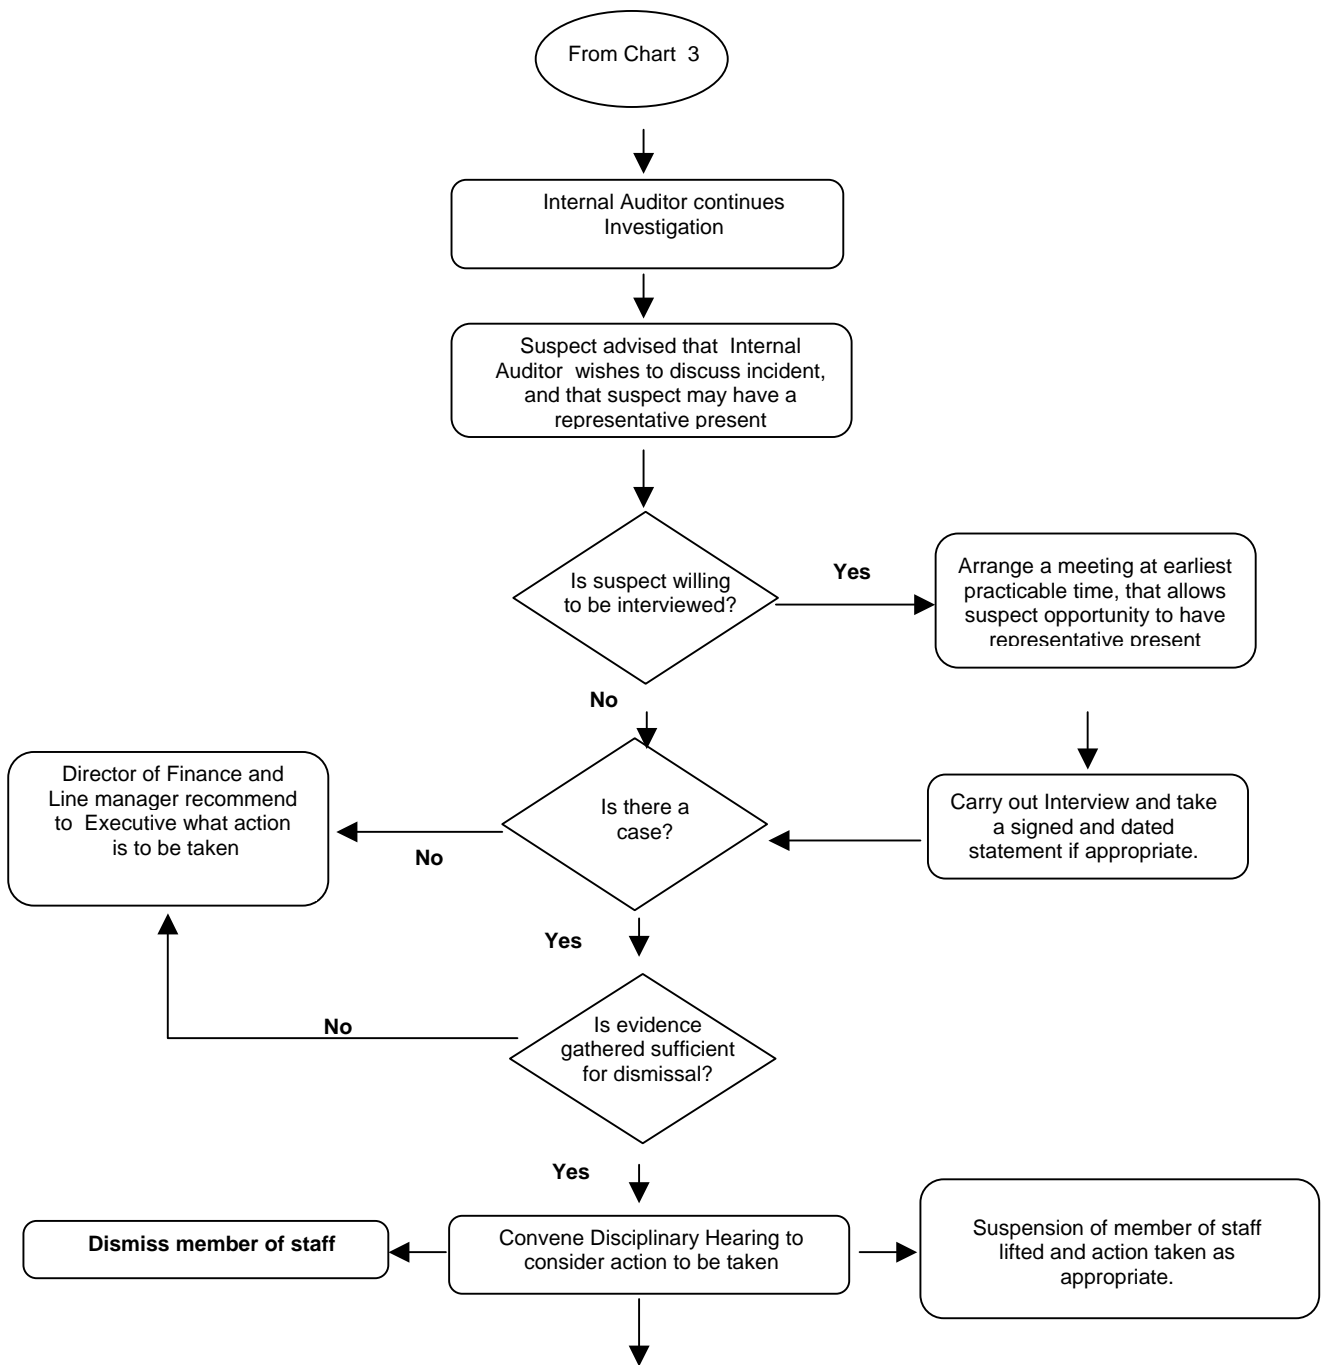 From Chart 3
Internal Auditor continues
Investigation
Suspect advised that Internal
Auditor wishes to discuss incident,
and that suspect may have a
representative present
Is suspect willing
to be interviewed?
Yes
Arrange a meeting at earliest
practicable time, that allows
suspect opportunity to have
representative present
No
Director of Finance and
Line manager recommend
to Executive what action
is to be taken
No
Is there a
case?
Carry out Interview and take
a signed and dated
statement if appropriate.
Yes
No
Is evidence
gathered sufficient
for dismissal?
Yes
Dismiss member of staff
Convene Disciplinary Hearing to
consider action to be taken
Suspension of member of staff
lifted and action taken as
appropriate.